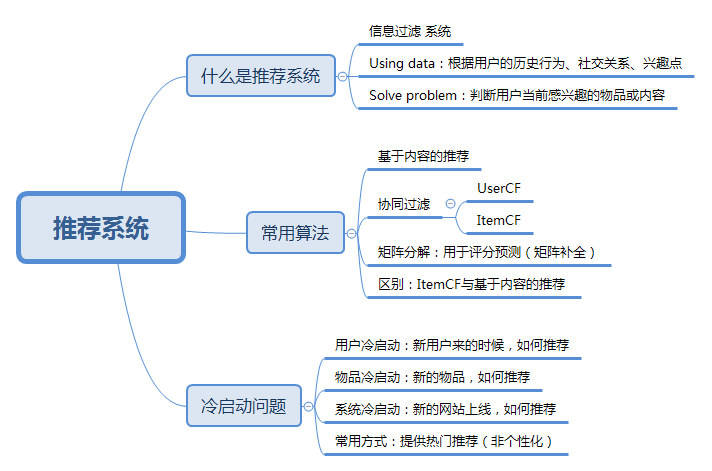 推荐系统
什么是推荐系统
信息过滤 系统
Using data：根据用户的历史行为、社交关系、兴趣点
Solve problem：判断用户当前感兴趣的物品或内容
常用算法
基于内容的推荐
协同过滤
UserCF
ItemCF
矩阵分解：用于评分预测（矩阵补全）
区别：ItemCF与基于内容的推荐
冷启动问题
用户冷启动：新用户来的时候，如何推荐
物品冷启动：新的物品，如何推荐
系统冷启动：新的网站上线，如何推荐
常用方式：提供热门推荐（非个性化）